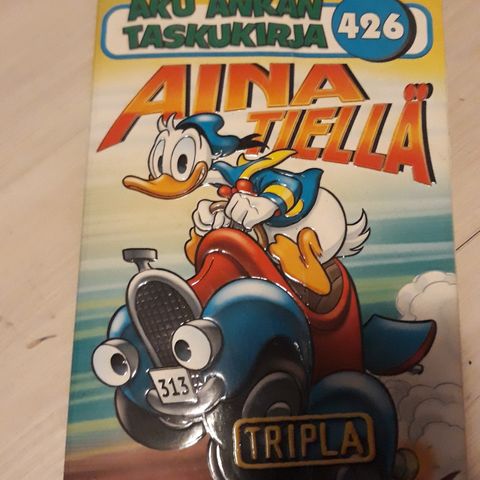 AKU ANKAN
TASKUKIRJA
426
AINA
TIELLÄ
313
TRIPLA